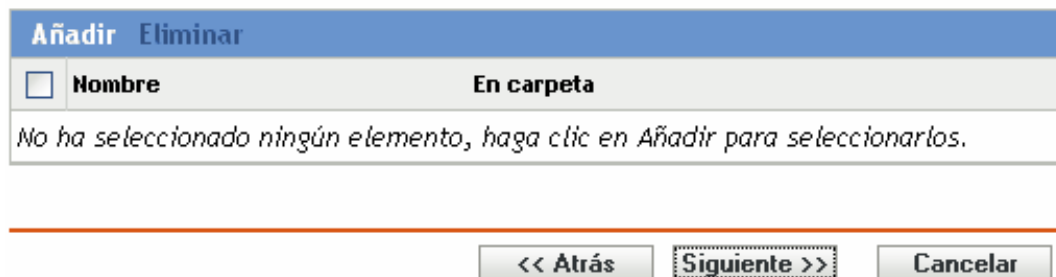 Añadir Eliminar
Nombre En carpeta
No ha seleccionado ningún elemento, haga clic en Añadir para seleccionarlos.
<< Atrás Siguiente >> Cancelar